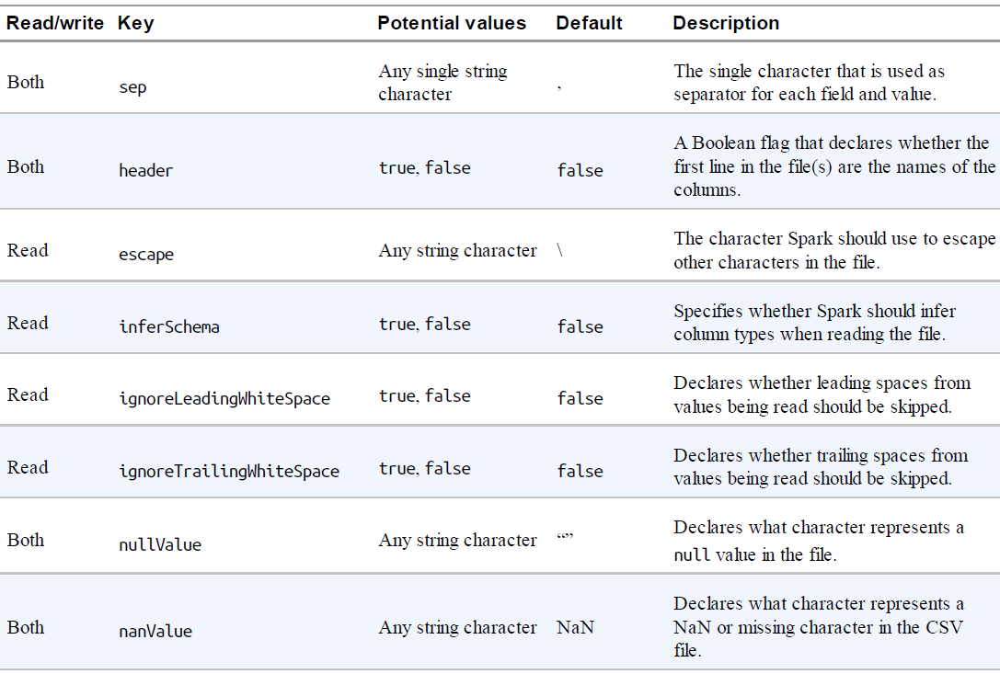 Read/write Key Potential values Default Description
Both sep Any single string character , The single character that is used as separator for each field and value.
Both header true, false false A Boolean flag that declares whether the first line in the file(s) are the names of the columns.
Read escape Any string character \ The character Spark should use to escape other characters in the file.
Read inferSchema true, false false Specifies whether Spark should infer column types when reading the file.
Read ignoreLeadingWhiteSpace true, false false Declares whether leading spaces from values being read should be skipped.
Read ignoreTrailingWhiteSpace true, false false Declares whether trailing spaces from values being read should be skipped.
Both nullValue Any string character “” Declares what character represents a null value in the file.
Both nanValue Any string character NaN Declares what character represents a NaN or missing character in the CSV file.